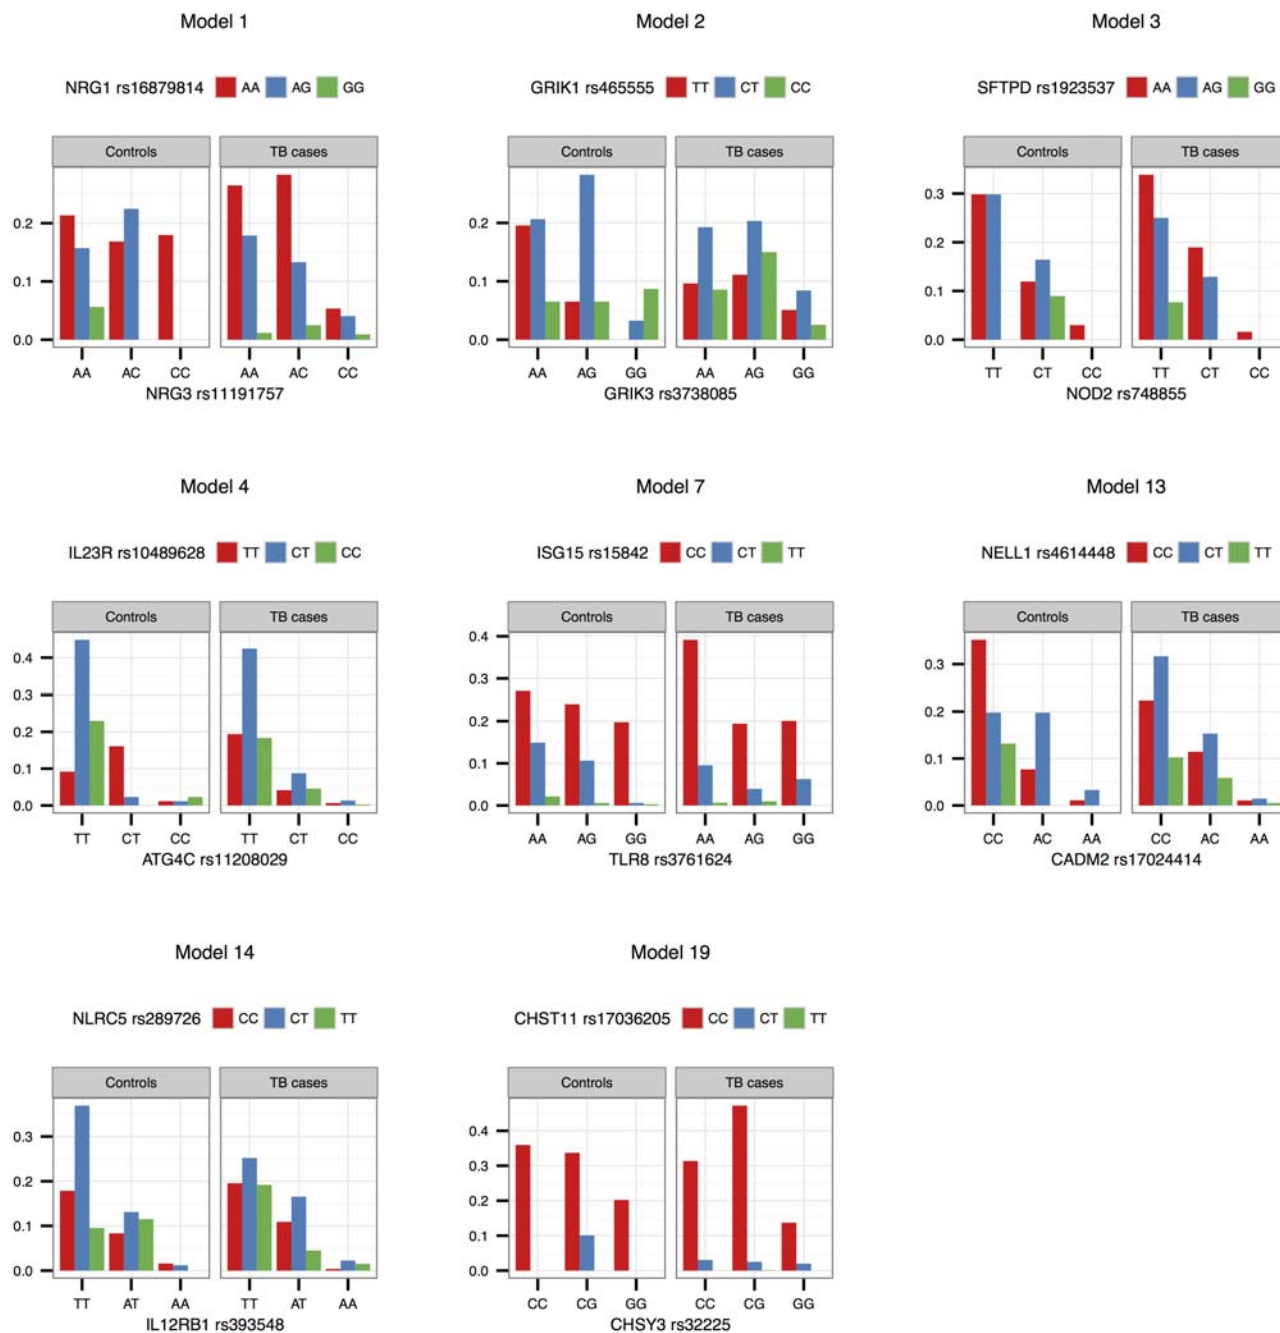 Model 1
Model 2
Model 3
NRG1 rs16879814 AA AG GG
GRIK1 rs465555 TT CT CC
SFTPD rs1923537 AA AG GG
Controls TB cases
Controls TB cases
Controls TB cases
0.2
0.1
0.0
AA AC CC AA AC CC
NRG3 rs11191757
0.2
0.1
0.0
AA AG GG AA AG GG
GRIK3 rs3738085
0.3
0.2
0.1
0.0
TT CT CC TT CT CC
NOD2 rs748855
Model 4
Model 7
Model 13
IL23R rs10489628 TT CT CC
ISG15 rs15842 CC CT TT
NELL1 rs4614448 CC CT TT
Controls TB cases
Controls TB cases
Controls TB cases
0.4
0.3
0.2
0.1
0.0
TT CT CC TT CT CC
ATG4C rs11208029
0.4
0.3
0.2
0.1
0.0
AA AG GG AA AG GG
TLR8 rs3761624
0.3
0.2
0.1
0.0
CC AC AA CC AC AA
CADM2 rs17024414
Model 14
Model 19
NLRC5 rs289726 CC CT TT
CHST11 rs17036205 CC CT TT
Controls TB cases
Controls TB cases
0.3
0.2
0.1
0.0
TT AT AA TT AT AA
IL12RB1 rs393548
0.4
0.3
0.2
0.1
0.0
CC CG GG CC CG GG
CHSY3 rs32225